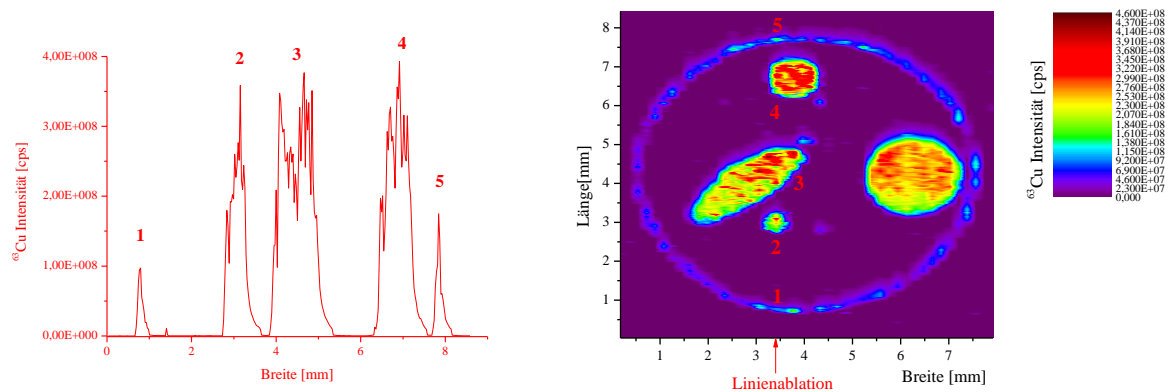 4,00E+008
3,00E+008
2,00E+008
1,00E+008
0,00E+000
⁶³Cu Intensität [cps]
1
2
3
4
5
0
2
4
6
8
Breite [mm]
8
7
6
5
4
3
2
1
Länge[mm]
5
4
3
2
1
1
2
3
4
5
6
7
Breite [mm]
Linienablation
⁶³Cu Intensität [cps]
4,600E+08
4,370E+08
4,140E+08
3,910E+08
3,680E+08
3,450E+08
3,220E+08
2,990E+08
2,760E+08
2,530E+08
2,300E+08
2,070E+08
1,840E+08
1,610E+08
1,380E+08
1,150E+08
9,200E+07
6,900E+07
4,600E+07
2,300E+07
0,000